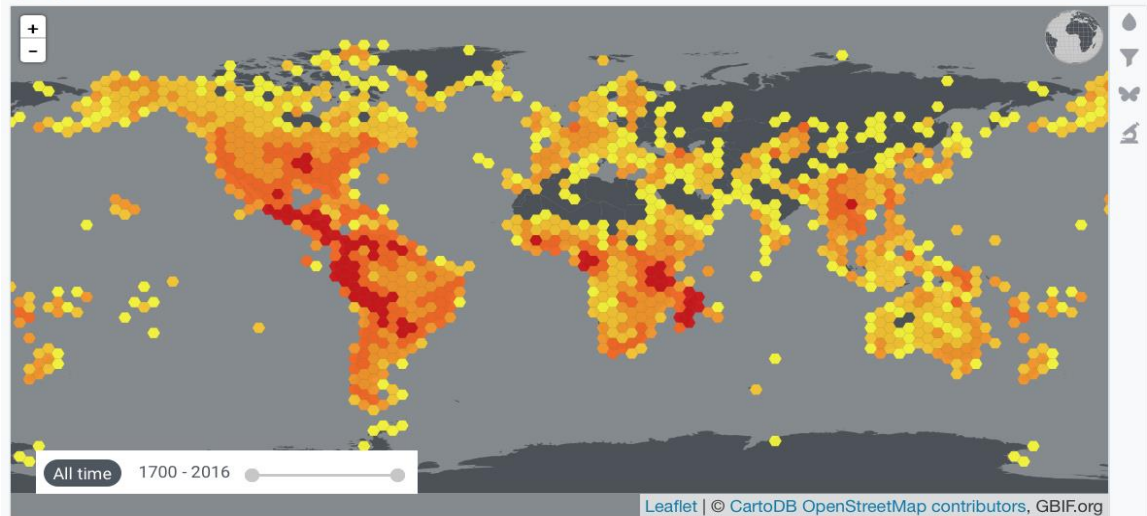 +
−
All time 1700 - 2016
Leaflet | © CartoDB OpenStreetMap contributors, GBIF.org